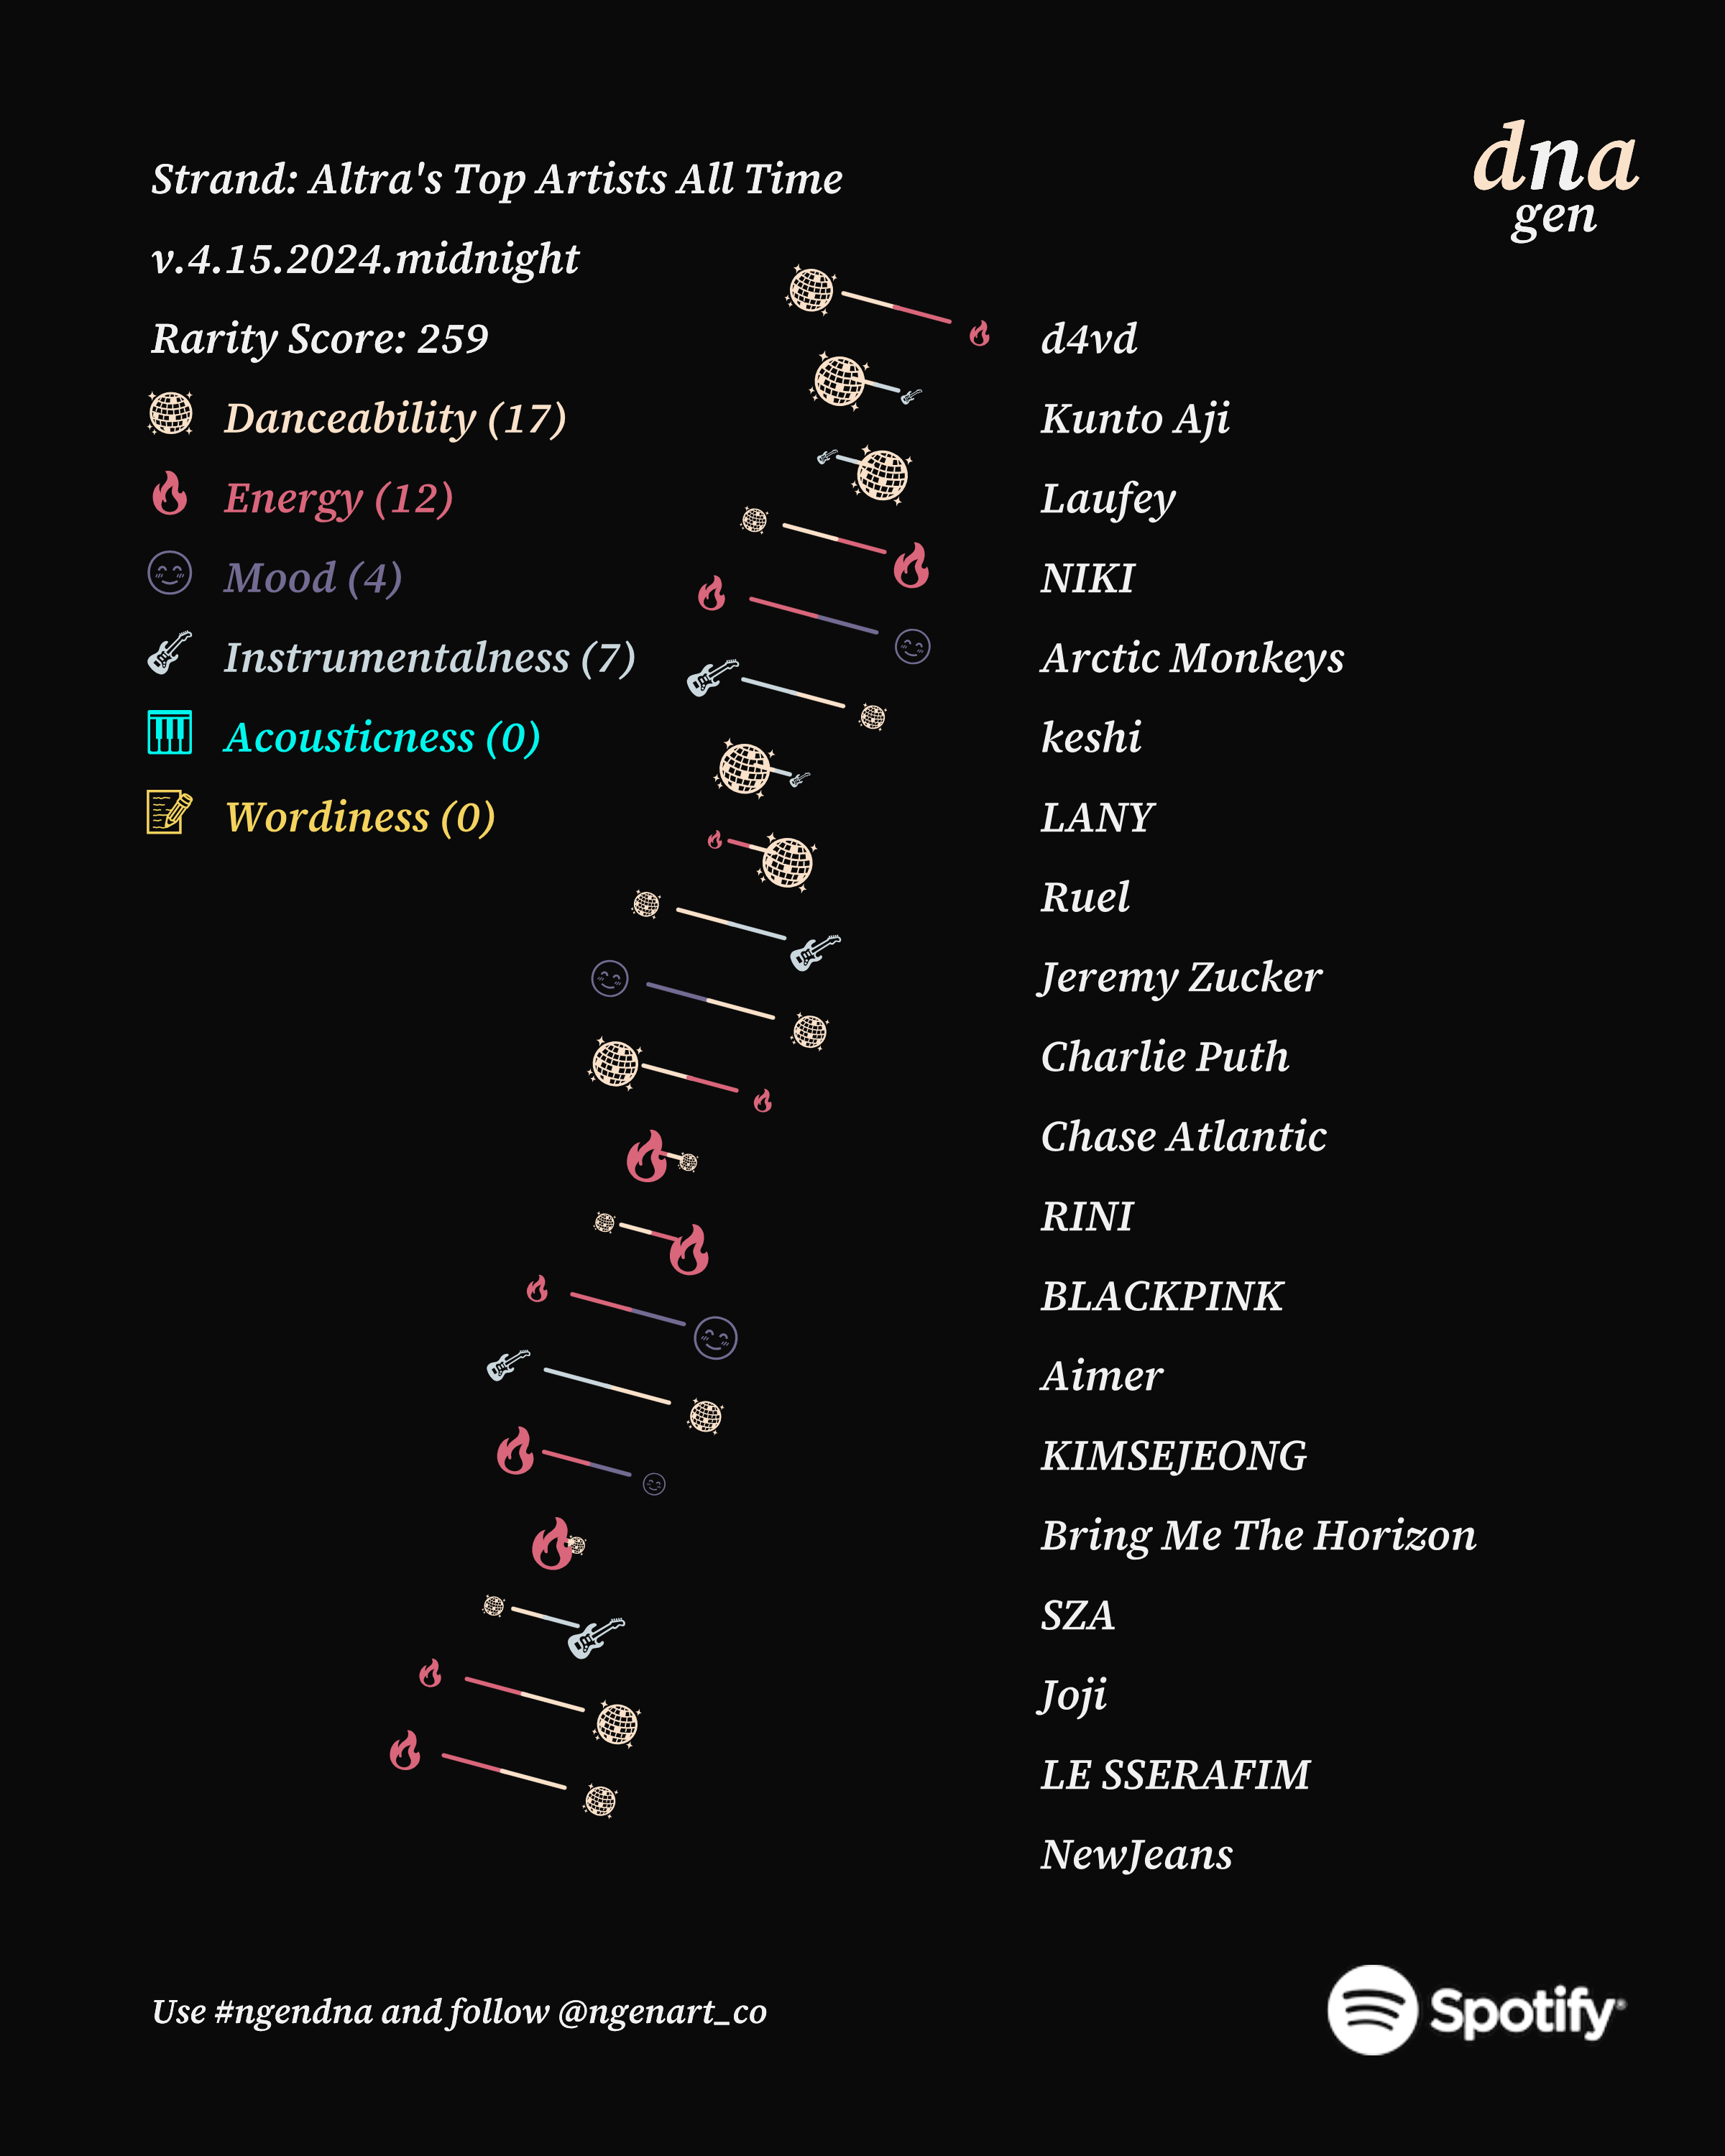 dna
gen
Strand: Altra's Top Artists All Time
v.4.15.2024.midnight
Rarity Score: 259
Danceability (17)
Energy (12)
Mood (4)
Instrumentalness (7)
Acousticness (0)
Wordiness (0)
d4vd
Kunto Aji
Laufey
NIKI
Arctic Monkeys
keshi
LANY
Ruel
Jeremy Zucker
Charlie Puth
Chase Atlantic
RINI
BLACKPINK
Aimer
KIMSEJEONG
Bring Me The Horizon
SZA
Joji
LE SSERAFIM
NewJeans
Use #ngendna and follow @ngenart_co
Spotify®